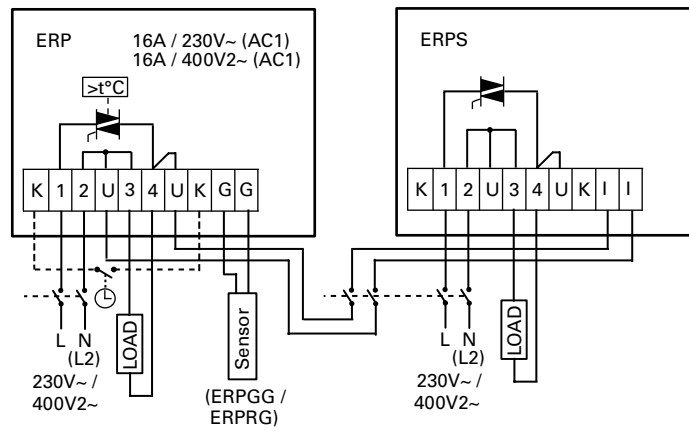 ERP
16A / 230V~ (AC1)
16A / 400V2~ (AC1)
>t°C
K 1 2 U 3 4 U K G G
L N
(L2)
230V~ /
400V2~
LOAD
Sensor
(ERPGG /
ERPRG)
ERPS
K 1 2 U 3 4 U K I I
L N
(L2)
230V~ /
400V2~
LOAD